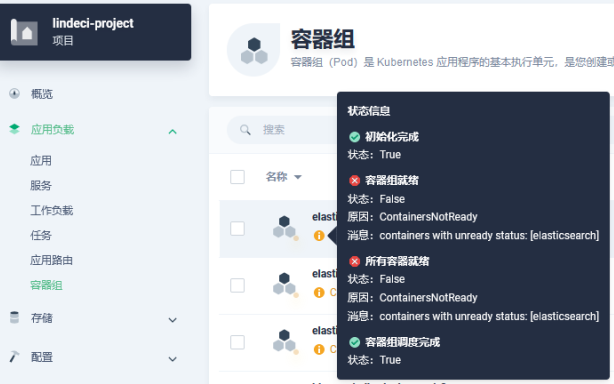 lindeci-project
项目
概览
应用负载
应用
服务
工作负载
任务
应用路由
容器组
存储
配置
容器组
容器组（Pod）是 Kubernetes 应用程序的基本执行单元，是您创建或
搜索
名称
elasti
elasti
C
elasti
C
状态信息
初始化完成
状态：True
容器组就绪
状态：False
原因：ContainersNotReady
消息：containers with unready status: [elasticsearch]
所有容器就绪
状态：False
原因：ContainersNotReady
消息：containers with unready status: [elasticsearch]
容器组调度完成
状态：True